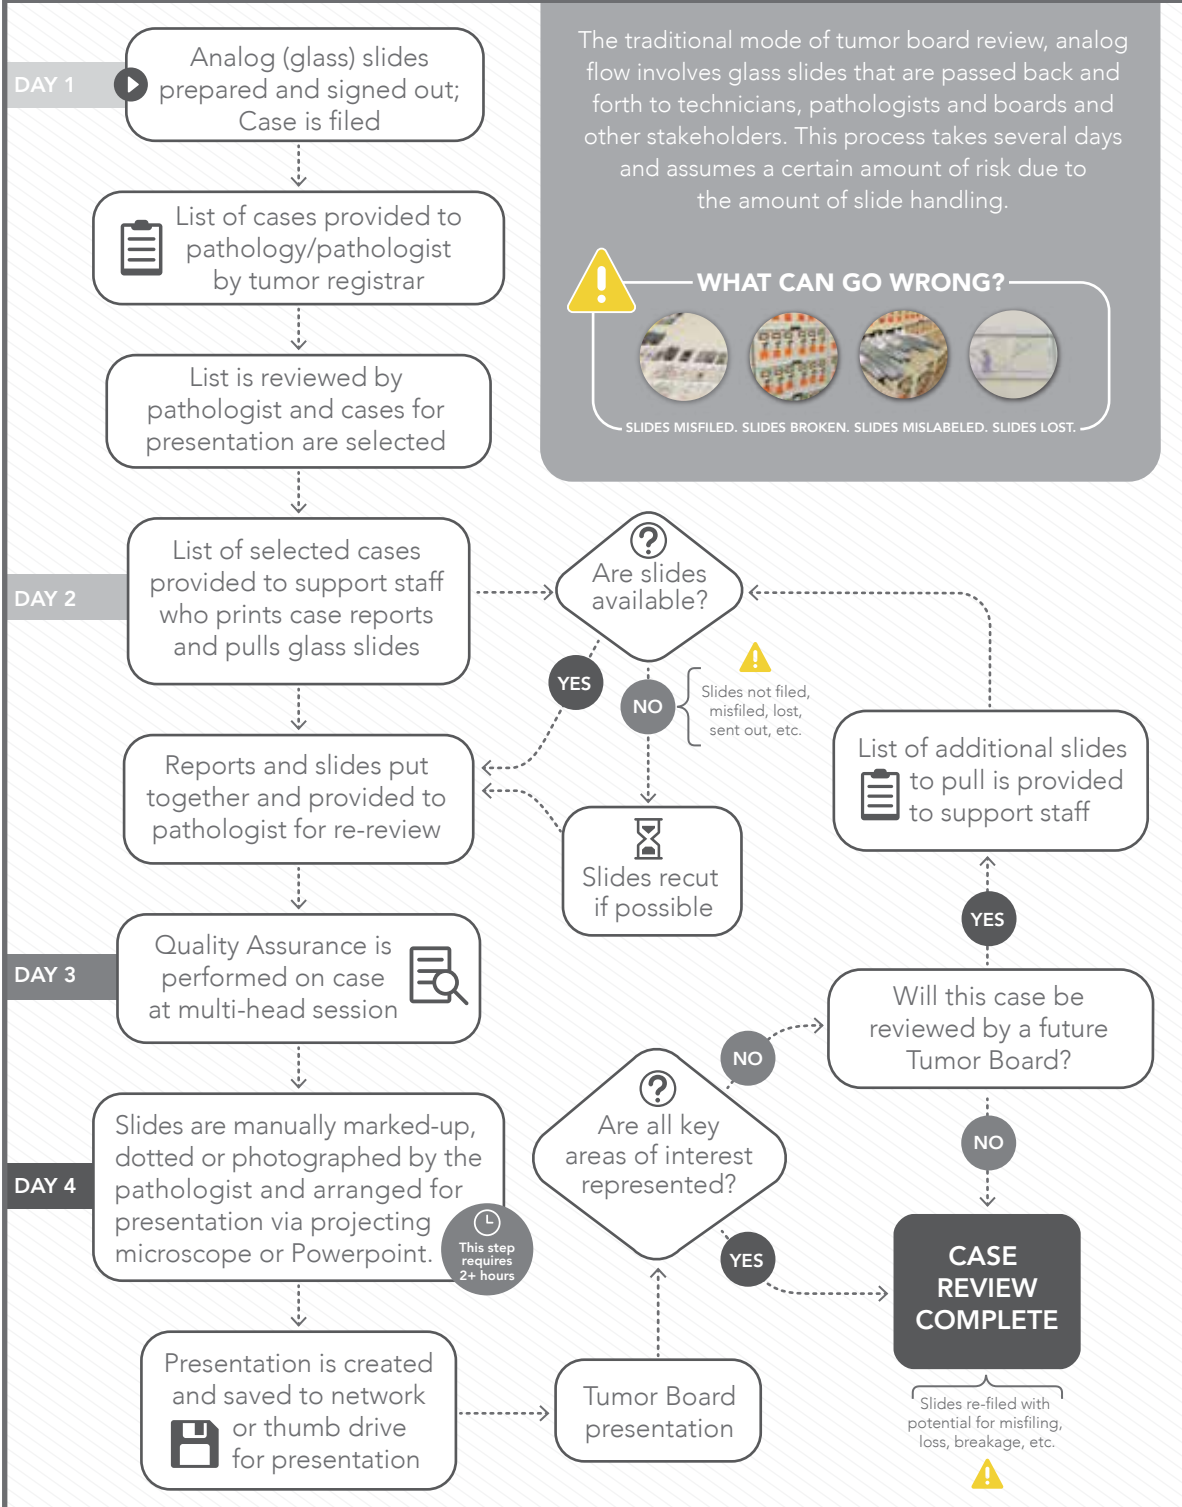 The traditional mode of tumor board review, analog
flow involves glass slides that are passed back and
forth to technicians, pathologists and boards and
other stakeholders. This process takes several days
and assumes a certain amount of risk due to
the amount of slide handling.
WHAT CAN GO WRONG?
SLIDES MISFILED. SLIDES BROKEN. SLIDES MISLABELED. SLIDES LOST.
DAY 1
Analog (glass) slides
prepared and signed out;
Case is filed
List of cases provided to
pathology/pathologist
by tumor registrar
List is reviewed by
pathologist and cases for
presentation are selected
DAY 2
List of selected cases
provided to support staff
who prints case reports
and pulls glass slides
Are slides
available?
YES
NO
Slides not filed,
misfiled, lost,
sent out, etc.
Slides recut
if possible
Reports and slides put
together and provided to
pathologist for re-review
DAY 3
Quality Assurance is
performed on case
at multi-head session
DAY 4
Slides are manually marked-up,
dotted or photographed by the
pathologist and arranged for
presentation via projecting
microscope or Powerpoint.
This step
requires
2+ hours
Presentation is created
and saved to network
or thumb drive
for presentation
Tumor Board
presentation
Are all key
areas of interest
represented?
NO
YES
Will this case be
reviewed by a future
Tumor Board?
YES
List of additional slides
to pull is provided
to support staff
NO
CASE
REVIEW
COMPLETE
Slides re-filed with
potential for misfiling,
loss, breakage, etc.